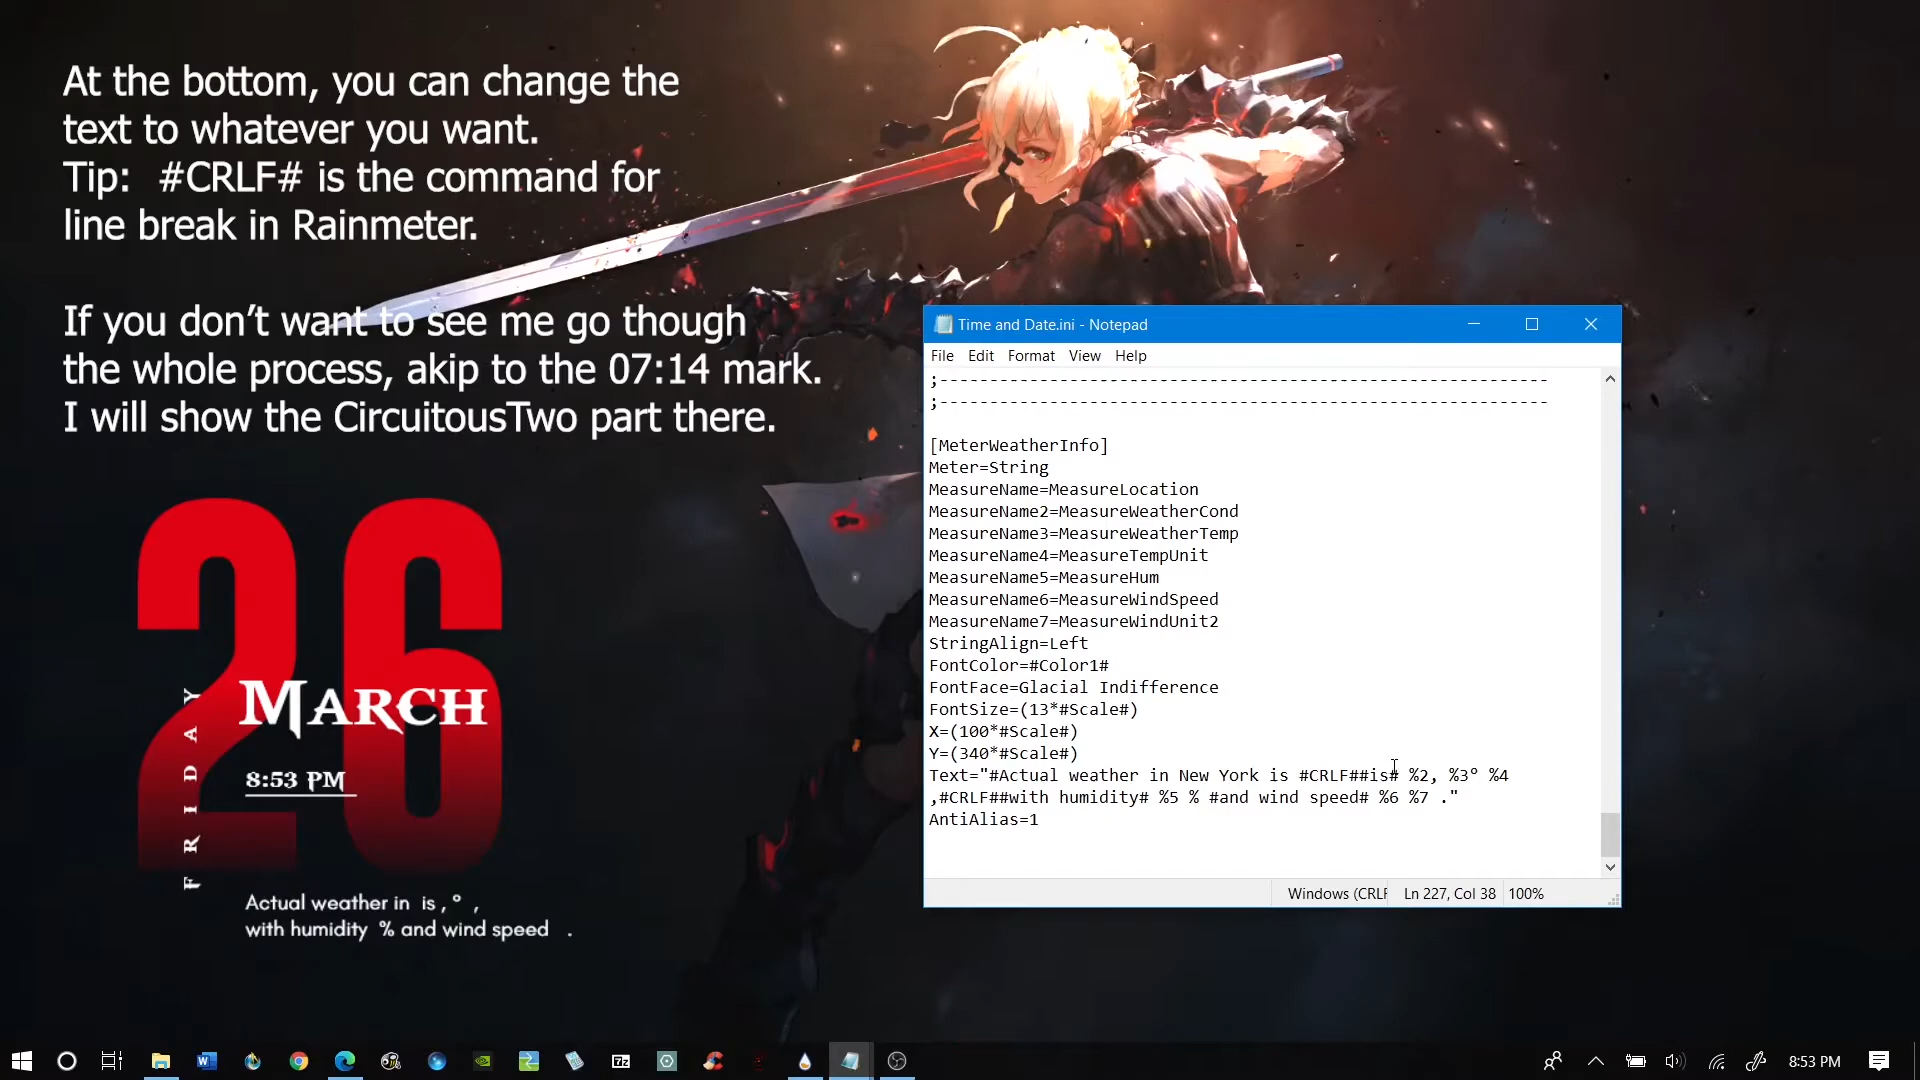 At the bottom, you can change the
text to whatever you want.
Tip: #CRLF# is the command for
line break in Rainmeter.
If you don't want to see me go though
the whole process, akip to the 07:14 mark.
I will show the CircuitousTwo part there.
26
FRIDAY
MARCH
8:53 PM
Actual weather in is , ° ,
with humidity % and wind speed .
Time and Date.ini - Notepad
File Edit Format View Help
;-------------------------------------------------------------
;-------------------------------------------------------------
[MeterWeatherInfo]
Meter=String
MeasureName=MeasureLocation
MeasureName2=MeasureWeatherCond
MeasureName3=MeasureWeatherTemp
MeasureName4=MeasureTempUnit
MeasureName5=MeasureHum
MeasureName6=MeasureWindSpeed
MeasureName7=MeasureWindUnit2
StringAlign=Left
FontColor=#Color1#
FontFace=Glacial Indifference
FontSize=(13*#Scale#)
X=(100*#Scale#)
Y=(340*#Scale#)
Text="#Actual weather in New York is #CRLF##is# %2, %3° %4
,#CRLF##with humidity# %5 % #and wind speed# %6 %7 ."
AntiAlias=1
Windows (CRLF Ln 227, Col 38 100%
7z
8:53 PM